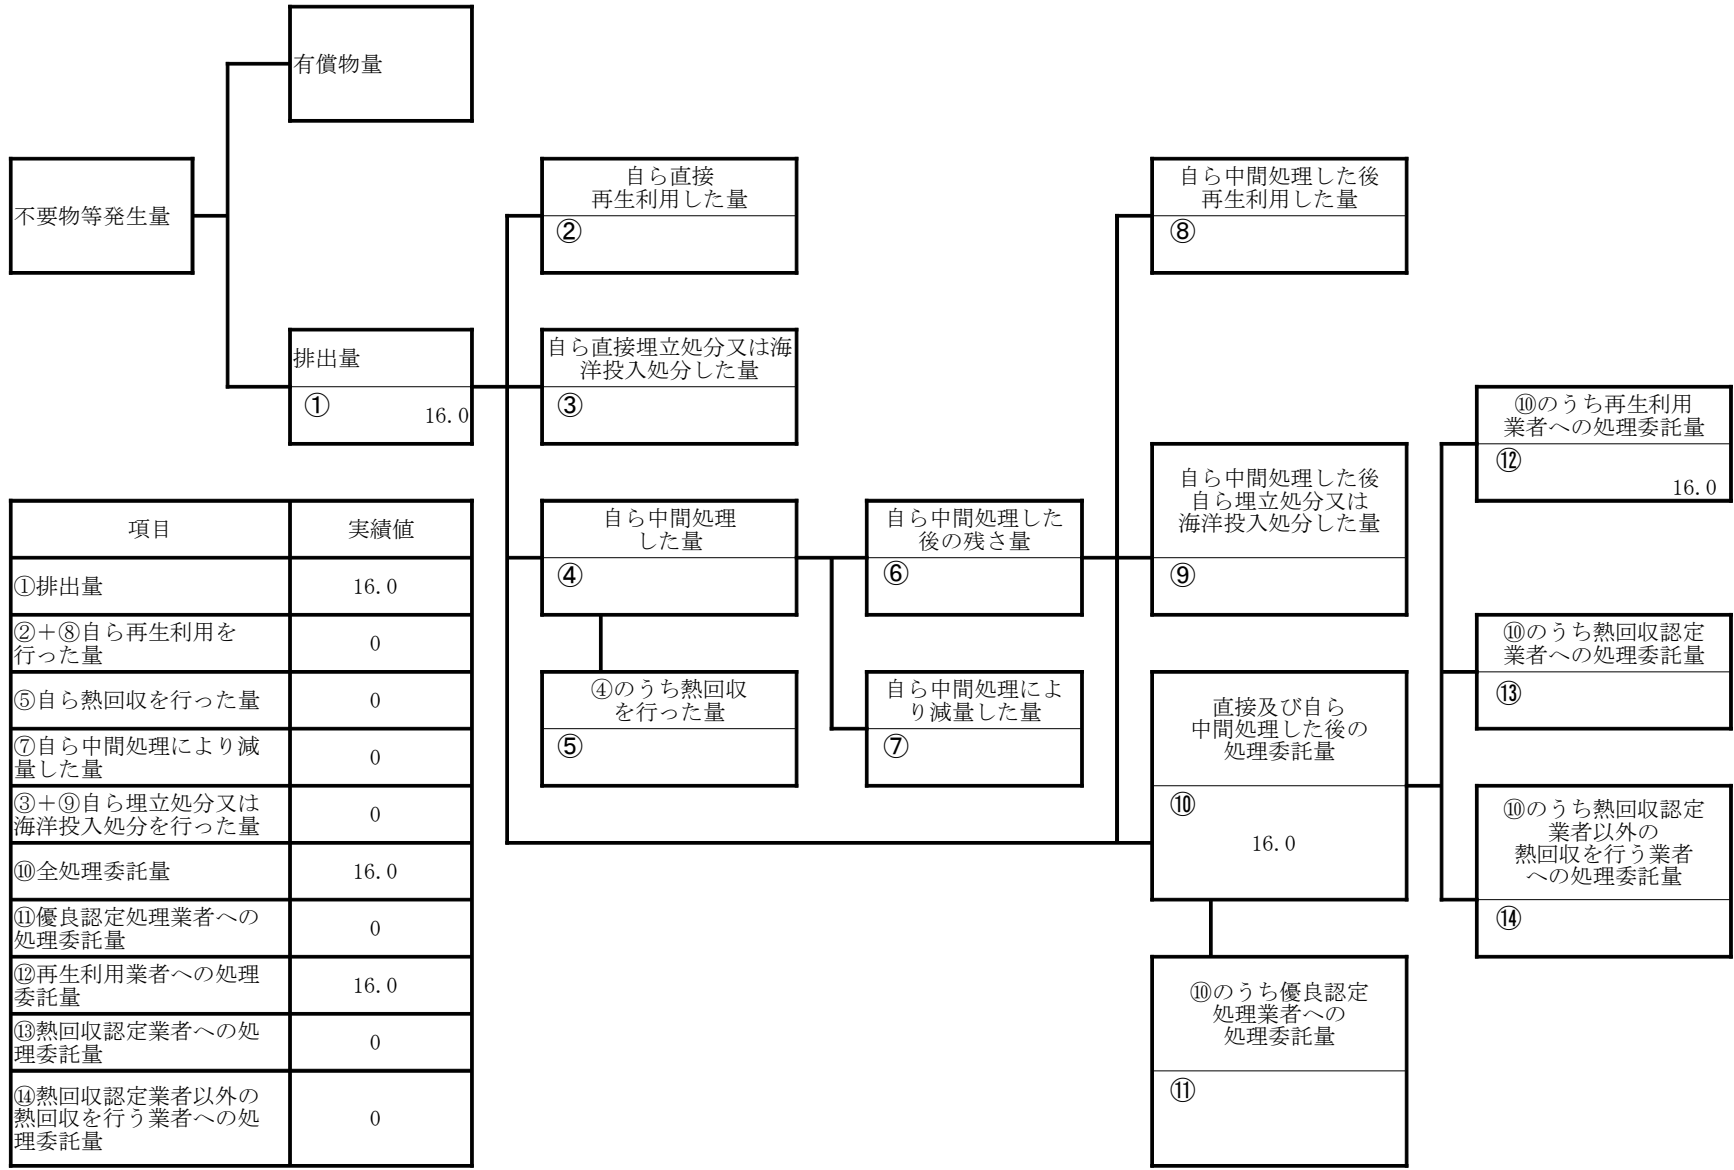 有償物量
不要物等発生量
排出量
①
16.0
自ら直接
再生利用した量
②
自ら直接埋立処分又は海
洋投入処分した量
③
自ら中間処理
した量
④
④のうち熱回収
を行った量
⑤
自ら中間処理した
後の残さ量
⑥
自ら中間処理によ
り減量した量
⑦
自ら中間処理した後
再生利用した量
⑧
自ら中間処理した後
自ら埋立処分又は
海洋投入処分した量
⑨
直接及び自ら
中間処理した後の
処理委託量
⑩
16.0
⑩のうち優良認定
処理業者への
処理委託量
⑪
⑩のうち再生利用
業者への処理委託量
⑫
16.0
⑩のうち熱回収認定
業者への処理委託量
⑬
⑩のうち熱回収認定
業者以外の
熱回収を行う業者
への処理委託量
⑭
項目 実績値
①排出量 16.0
②＋⑧自ら再生利用を
行った量
0
⑤自ら熱回収を行った量 0
⑦自ら中間処理により減
量した量
0
③＋⑨自ら埋立処分又は
海洋投入処分を行った量
0
⑩全処理委託量 16.0
⑪優良認定処理業者への
処理委託量
0
⑫再生利用業者への処理
委託量
16.0
⑬熱回収認定業者への処
理委託量
0
⑭熱回収認定業者以外の
熱回収を行う業者への処
理委託量
0